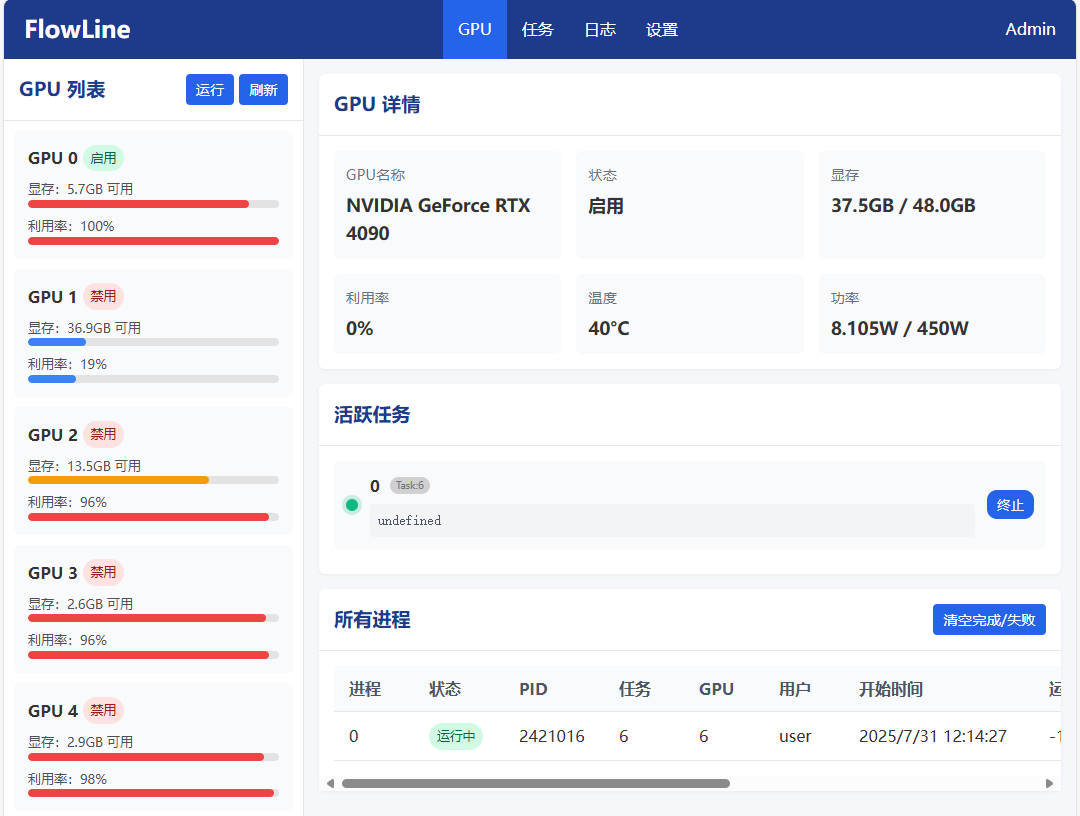 FlowLine
GPU 任务 日志 设置
Admin
GPU 列表
运行 刷新
GPU 0 启用
显存：5.7GB 可用
利用率：100%
GPU 1 禁用
显存：36.9GB 可用
利用率：19%
GPU 2 禁用
显存：13.5GB 可用
利用率：96%
GPU 3 禁用
显存：2.6GB 可用
利用率：96%
GPU 4 禁用
显存：2.9GB 可用
利用率：98%
GPU 详情
GPU名称
NVIDIA GeForce RTX
4090
状态
启用
显存
37.5GB / 48.0GB
利用率
0%
温度
40°C
功率
8.105W / 450W
活跃任务
0 Task:6
undefined
终止
所有进程
清空完成/失败
进程 状态 PID 任务 GPU 用户 开始时间
0 运行中 2421016 6 6 user 2025/7/31 12:14:27